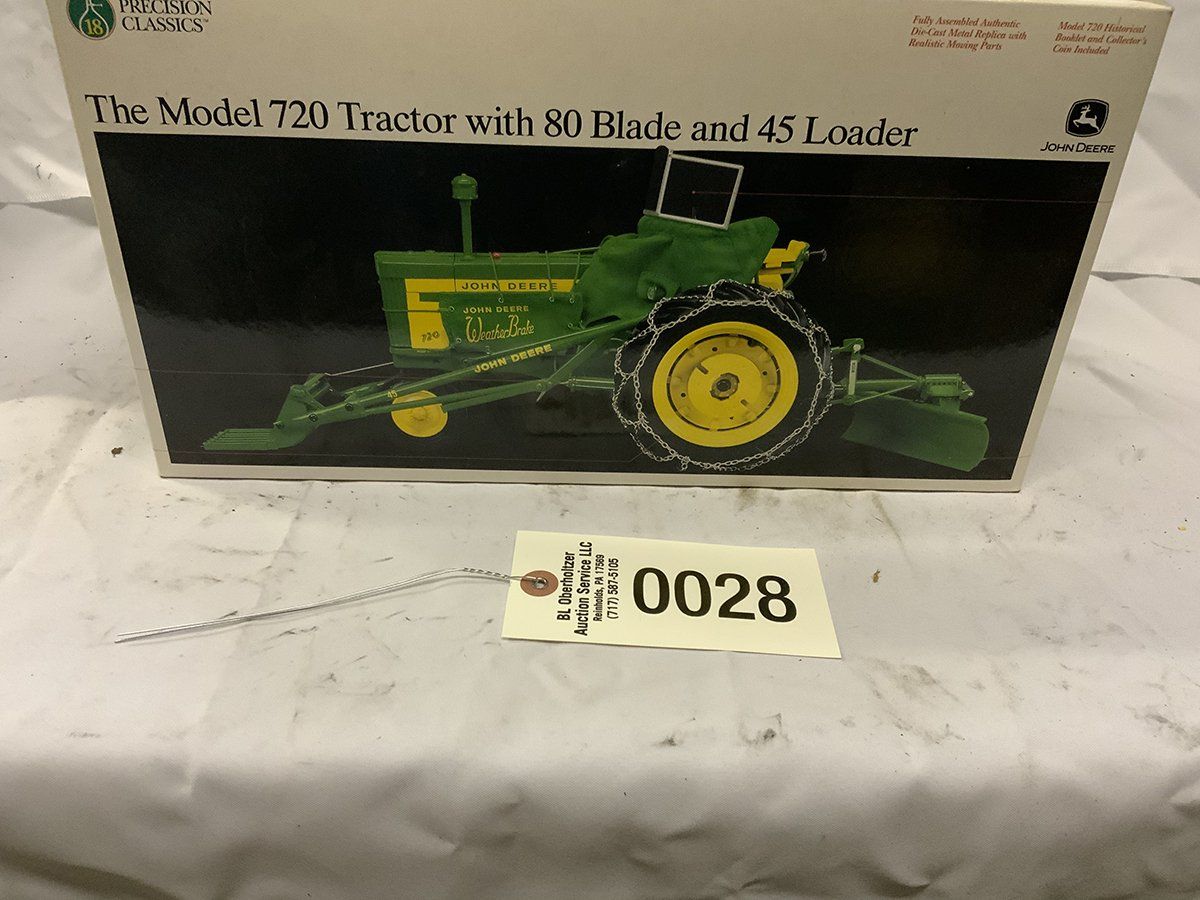 PRECISION
CLASSICS™
18
Fully Assembled Authentic
Die-Cast Metal Replica with
Realistic Moving Parts
Model 720 Historical
Booklet and Collector's
Coin Included
The Model 720 Tractor with 80 Blade and 45 Loader
JOHN DEERE
JOHN DEERE
JOHN DEERE
WeatherBrake
720
JOHN DEERE
45
BL Oberholtzer
Auction Service LLC
Reinholds, PA 17569
(717) 587-5105
0028